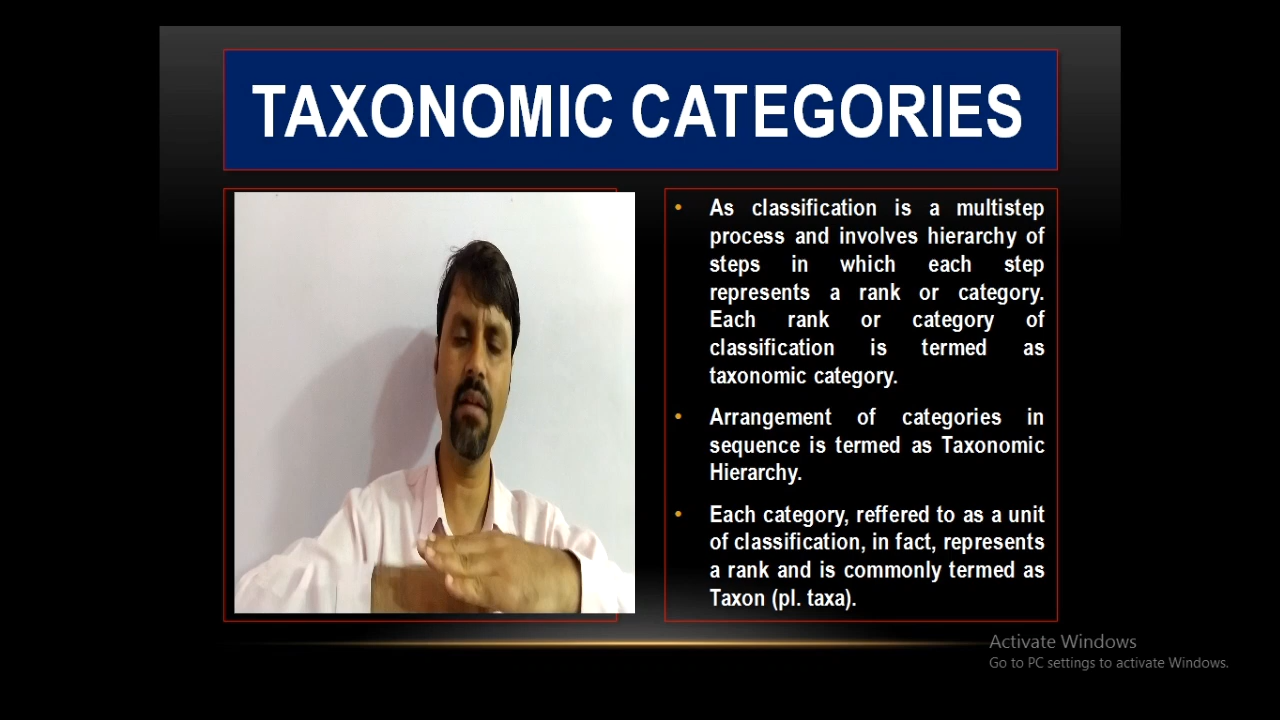 TAXONOMIC CATEGORIES
• As classification is a multistep
process and involves hierarchy of
steps in which each step
represents a rank or category.
Each rank or category of
classification is termed as
taxonomic category.
• Arrangement of categories in
sequence is termed as Taxonomic
Hierarchy.
• Each category, reffered to as a unit
of classification, in fact, represents
a rank and is commonly termed as
Taxon (pl. taxa).
Activate Windows
Go to PC settings to activate Windows.